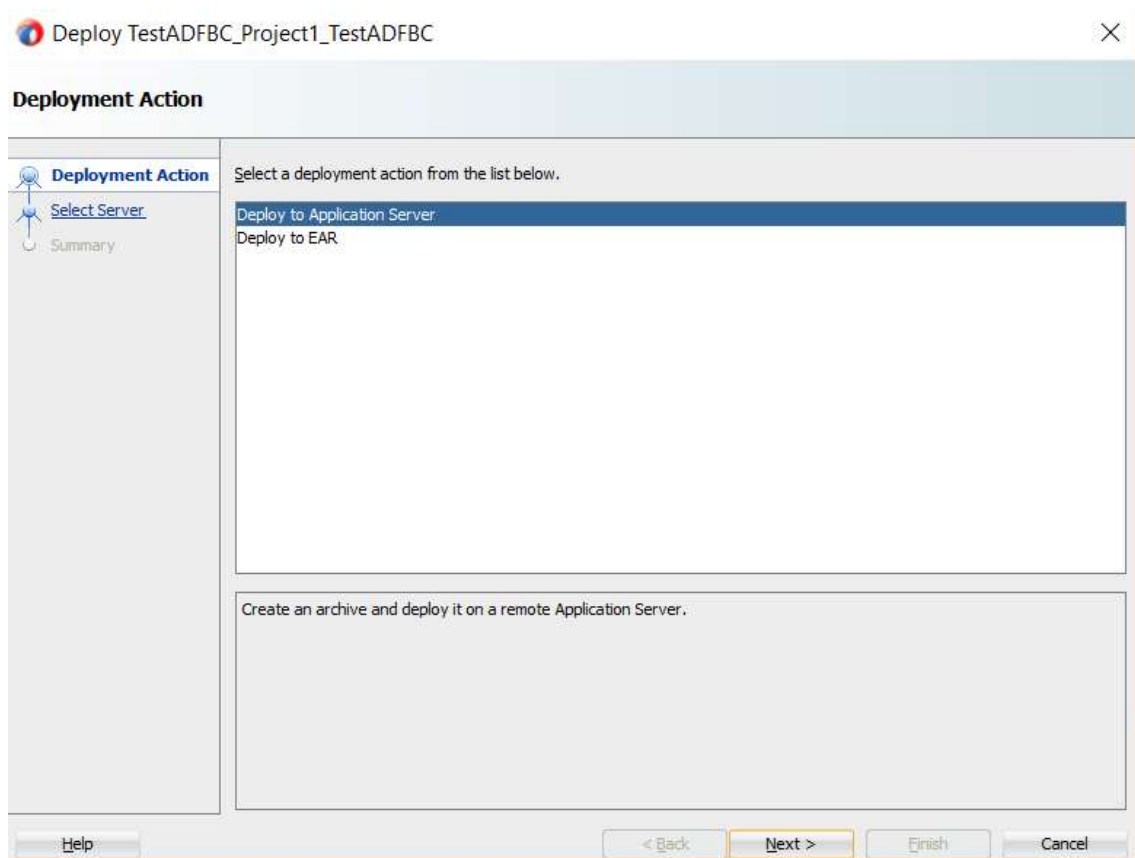 Deploy TestADFBC_Project1_TestADFBC
Deployment Action
Deployment Action
Select Server
Summary
Select a deployment action from the list below.
Deploy to Application Server
Deploy to EAR
Create an archive and deploy it on a remote Application Server.
Help
< Back
Next >
Finish
Cancel